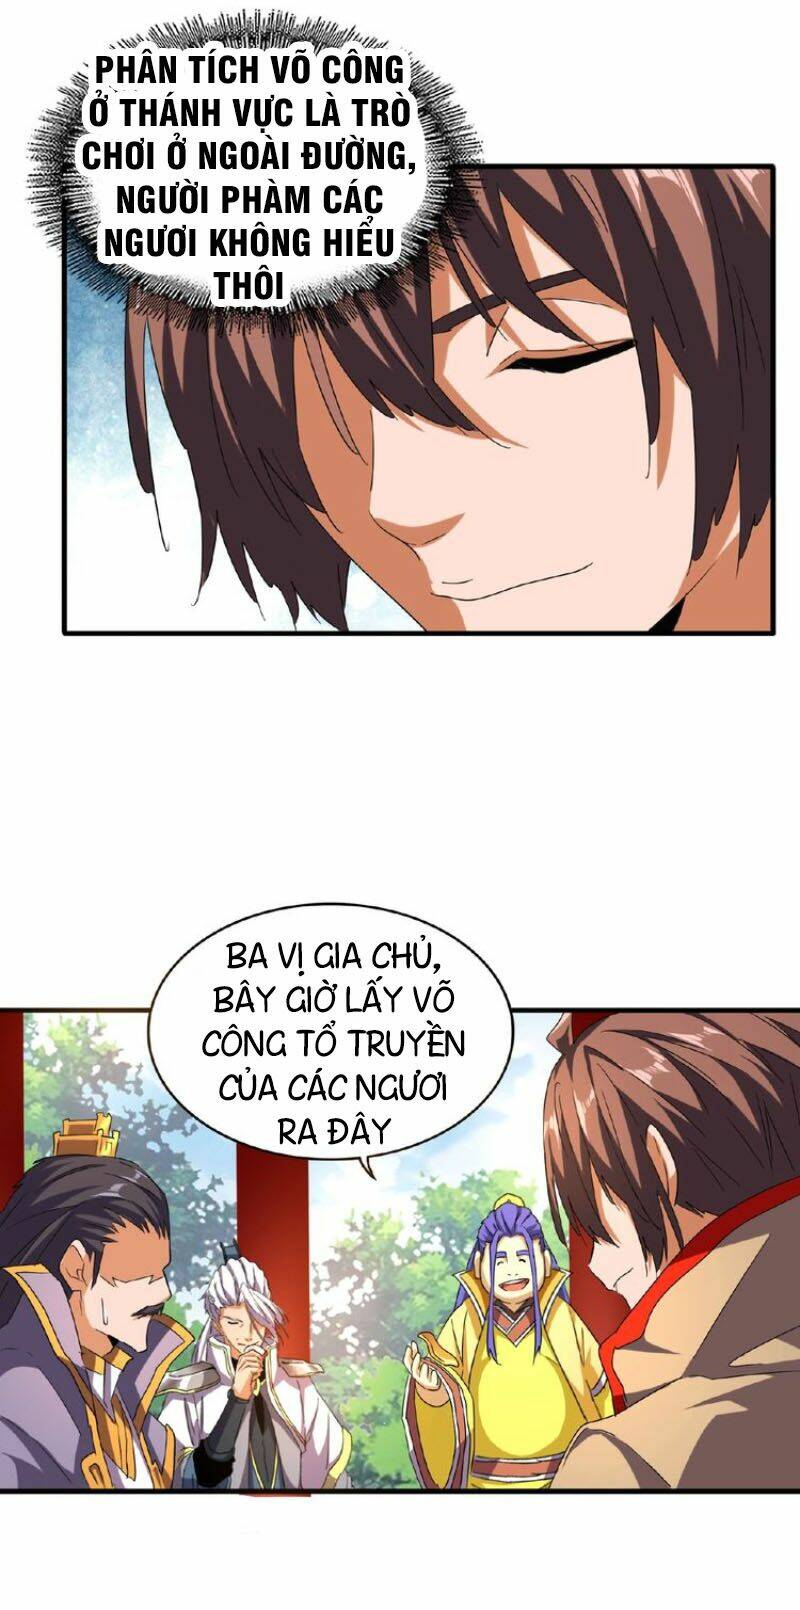 PHÂN TÍCH VÕ CÔNG
Ở THÁNH VỰC LÀ TRÒ
CHƠI Ở NGOÀI ĐƯỜNG,
NGƯỜI PHÀM CÁC
NGƯƠI KHÔNG HIỂU
THÔI
BA VỊ GIA CHỦ,
BÂY GIỜ LẤY VÕ
CÔNG TỔ TRUYỀN
CỦA CÁC NGƯƠI
RA ĐÂY